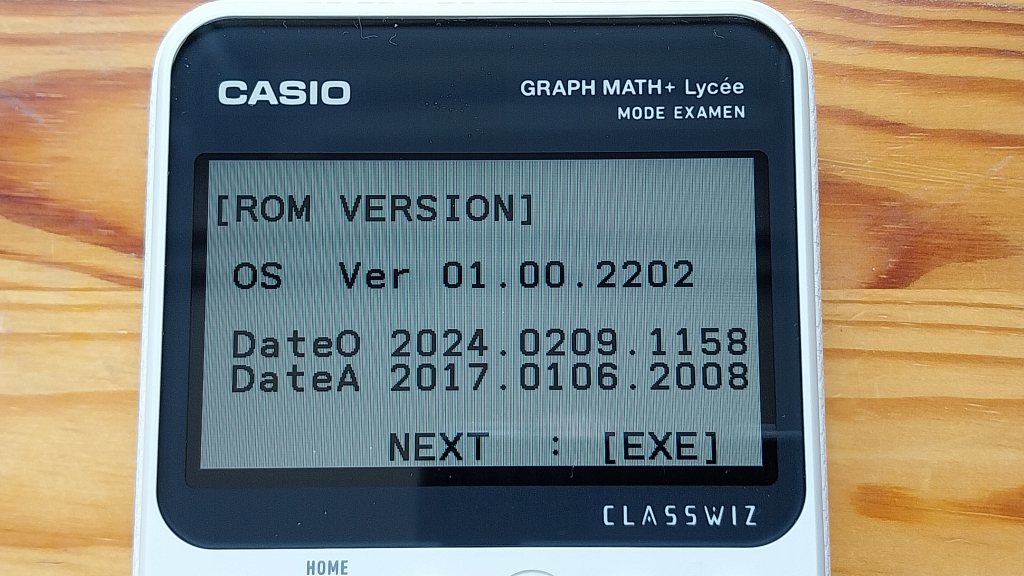 CASIO
GRAPH MATH+ Lycée
MODE EXAMEN
[ROM VERSION]
OS Ver 01.00.2202
DateO 2024.0209.1158
DateA 2017.0106.2008
NEXT : [EXE]
CLASSWIZ
HOME